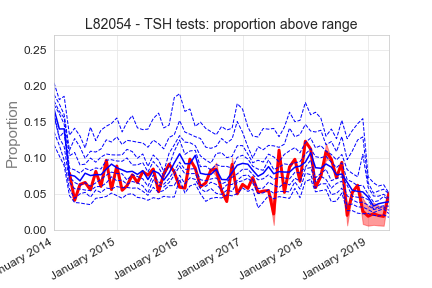 L82054 - TSH tests: proportion above range
Proportion
0.25
0.20
0.15
0.10
0.05
0.00
2014
January 2015
January 2016
January 2017
January 2018
January 2019